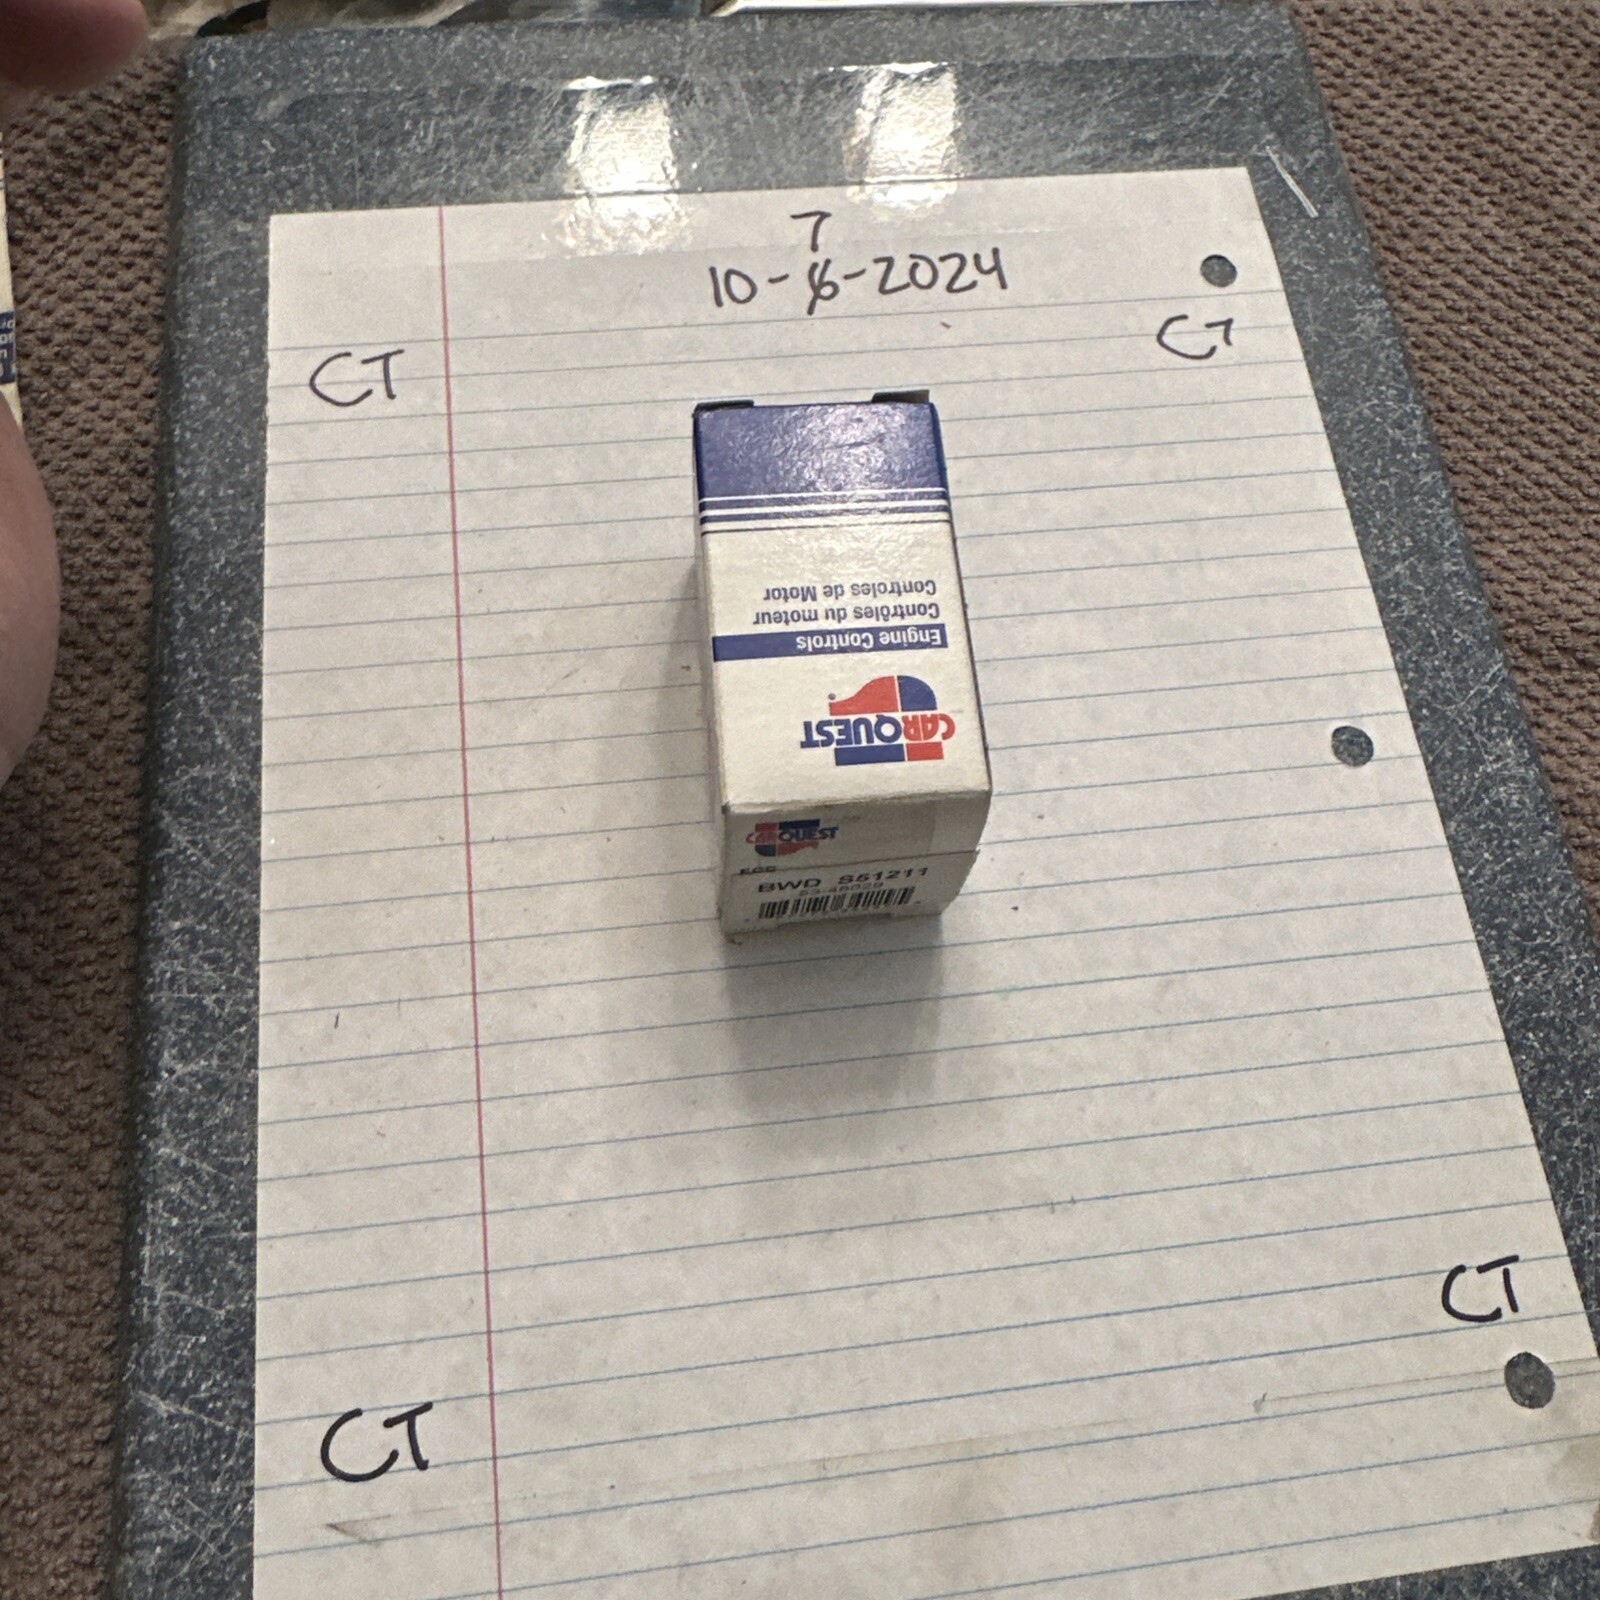 7
10-6-2024
CT
CT
CARQUEST
Engine Controls
Contrôles du moteur
Controles de Motor
CARQUEST
BWD S51211
CT
CT